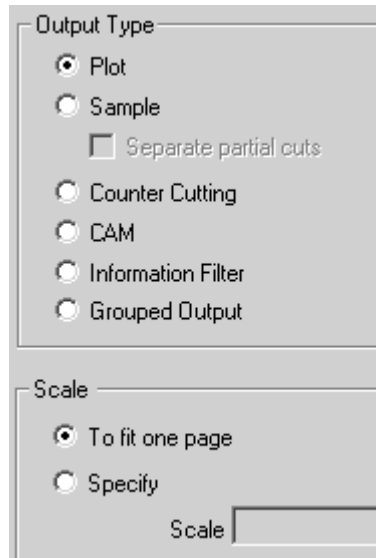 Output Type
Plot
Sample
Separate partial cuts
Counter Cutting
CAM
Information Filter
Grouped Output
Scale
To fit one page
Specify
Scale